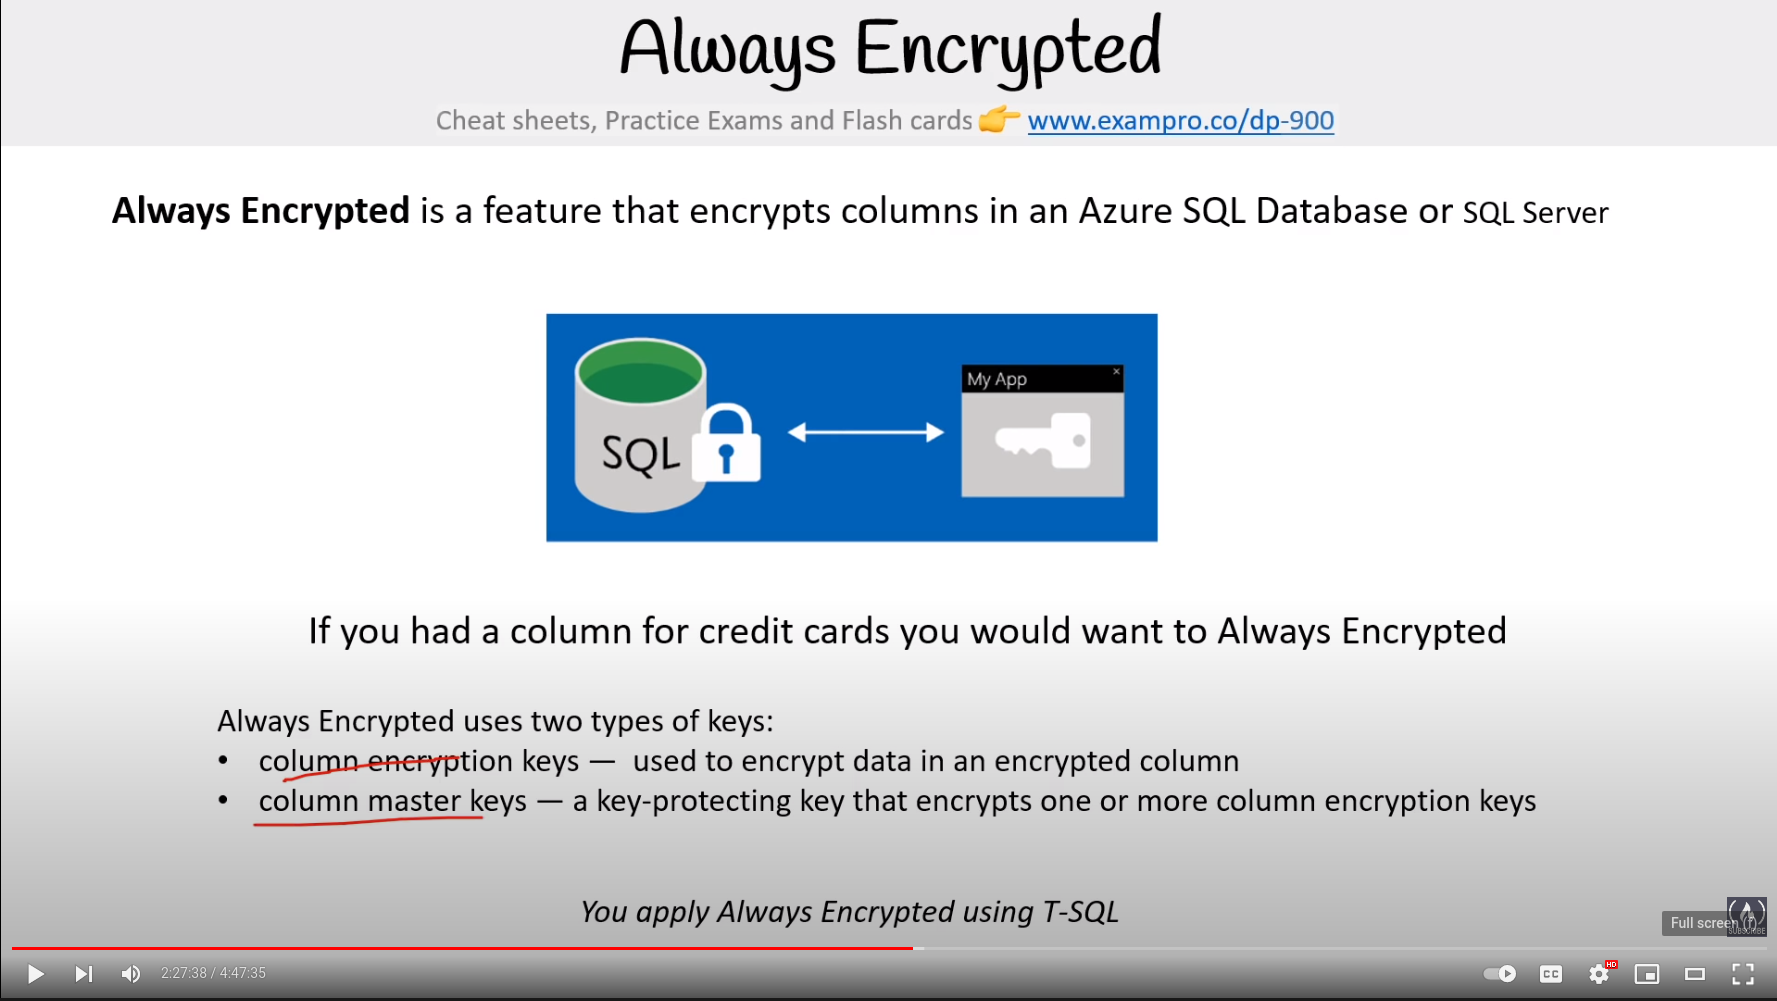 Always Encrypted
Cheat sheets, Practice Exams and Flash cards 👉 www.exampro.co/dp-900
Always Encrypted is a feature that encrypts columns in an Azure SQL Database or SQL Server
My App ×
SQL
If you had a column for credit cards you would want to Always Encrypted
Always Encrypted uses two types of keys:
• column encryption keys — used to encrypt data in an encrypted column
• column master keys — a key-protecting key that encrypts one or more column encryption keys
You apply Always Encrypted using T-SQL
Full screen (f)
SUBSCRIBE
2:27:38 / 4:47:35
CC
HD